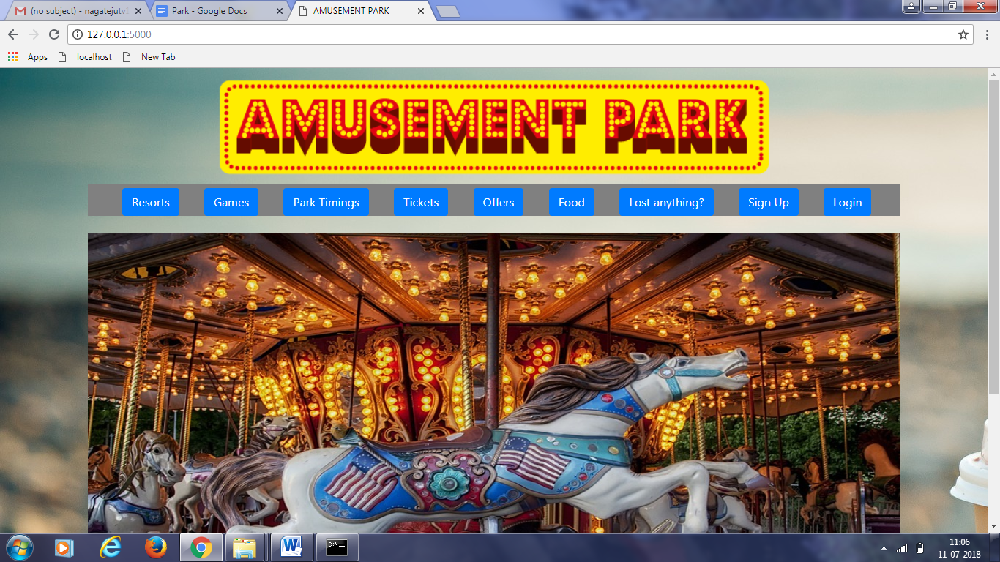 (no subject) - nagatejutv
Park - Google Docs
AMUSEMENT PARK
127.0.0.1:5000
Apps localhost New Tab
AMUSEMENT PARK
Resorts Games Park Timings Tickets Offers Food Lost anything? Sign Up Login
11:06
11-07-2018